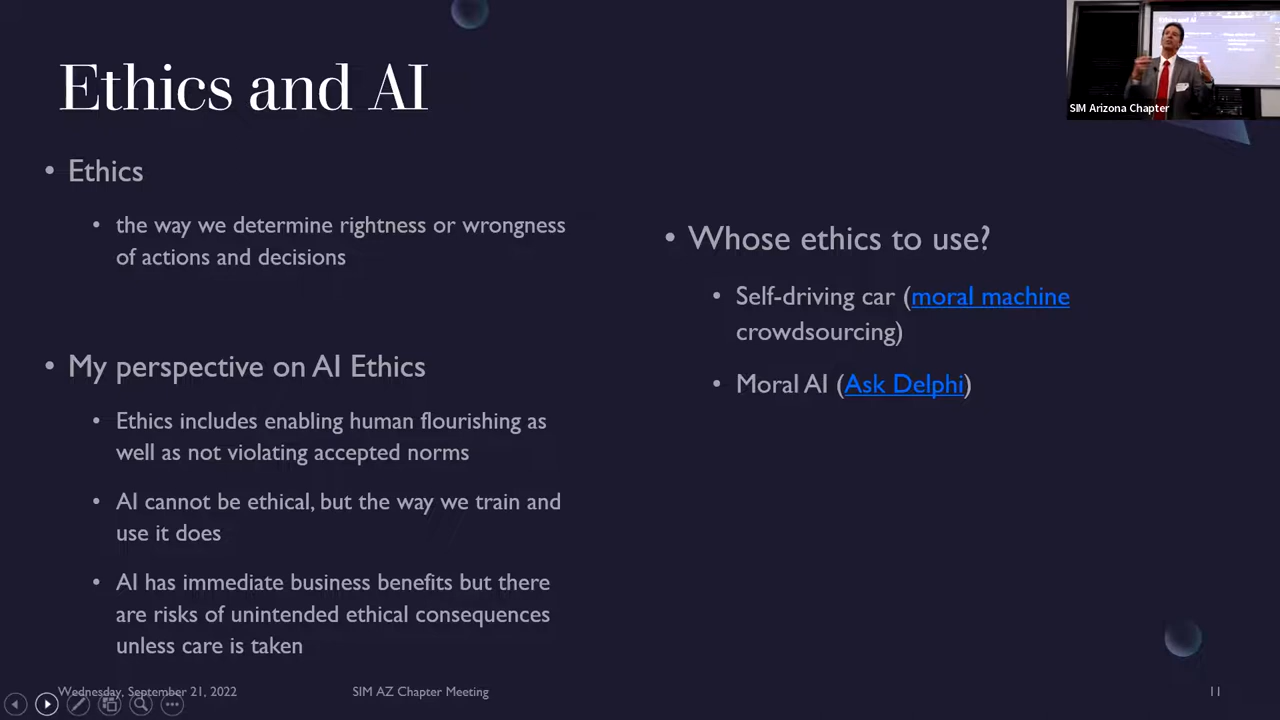 Ethics and AI
SIM Arizona Chapter
• Ethics
• the way we determine rightness or wrongness
of actions and decisions
• My perspective on AI Ethics
• Ethics includes enabling human flourishing as
well as not violating accepted norms
• AI cannot be ethical, but the way we train and
use it does
• AI has immediate business benefits but there
are risks of unintended ethical consequences
unless care is taken
• Whose ethics to use?
• Self-driving car (moral machine
crowdsourcing)
• Moral AI (Ask Delphi)
Wednesday, September 21, 2022
SIM AZ Chapter Meeting
11